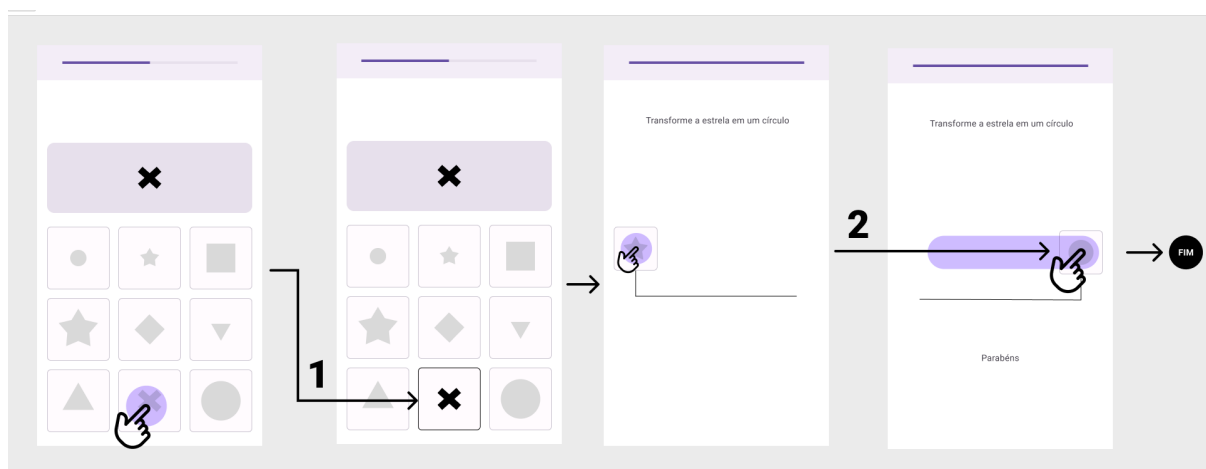 Transforme a estrela em um círculo
Transforme a estrela em um círculo
1
2
FIM
Parabéns